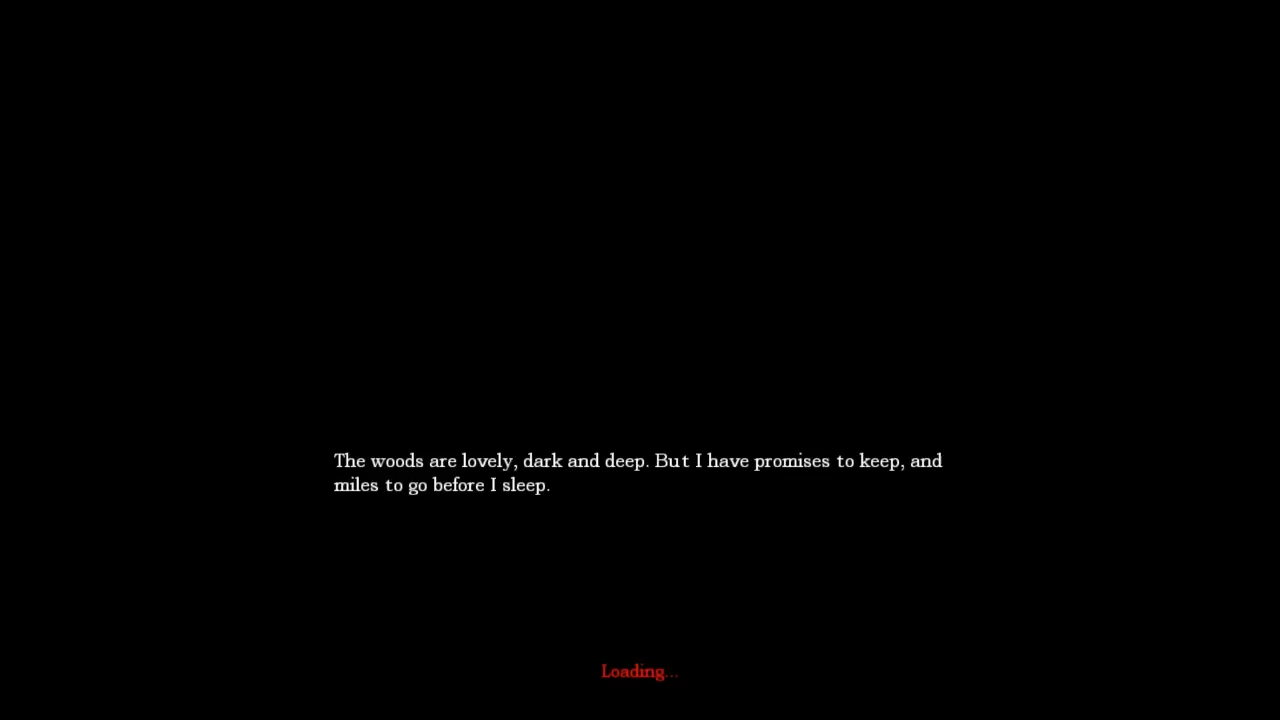 The woods are lovely, dark and deep. But I have promises to keep, and
miles to go before I sleep.
Loading...